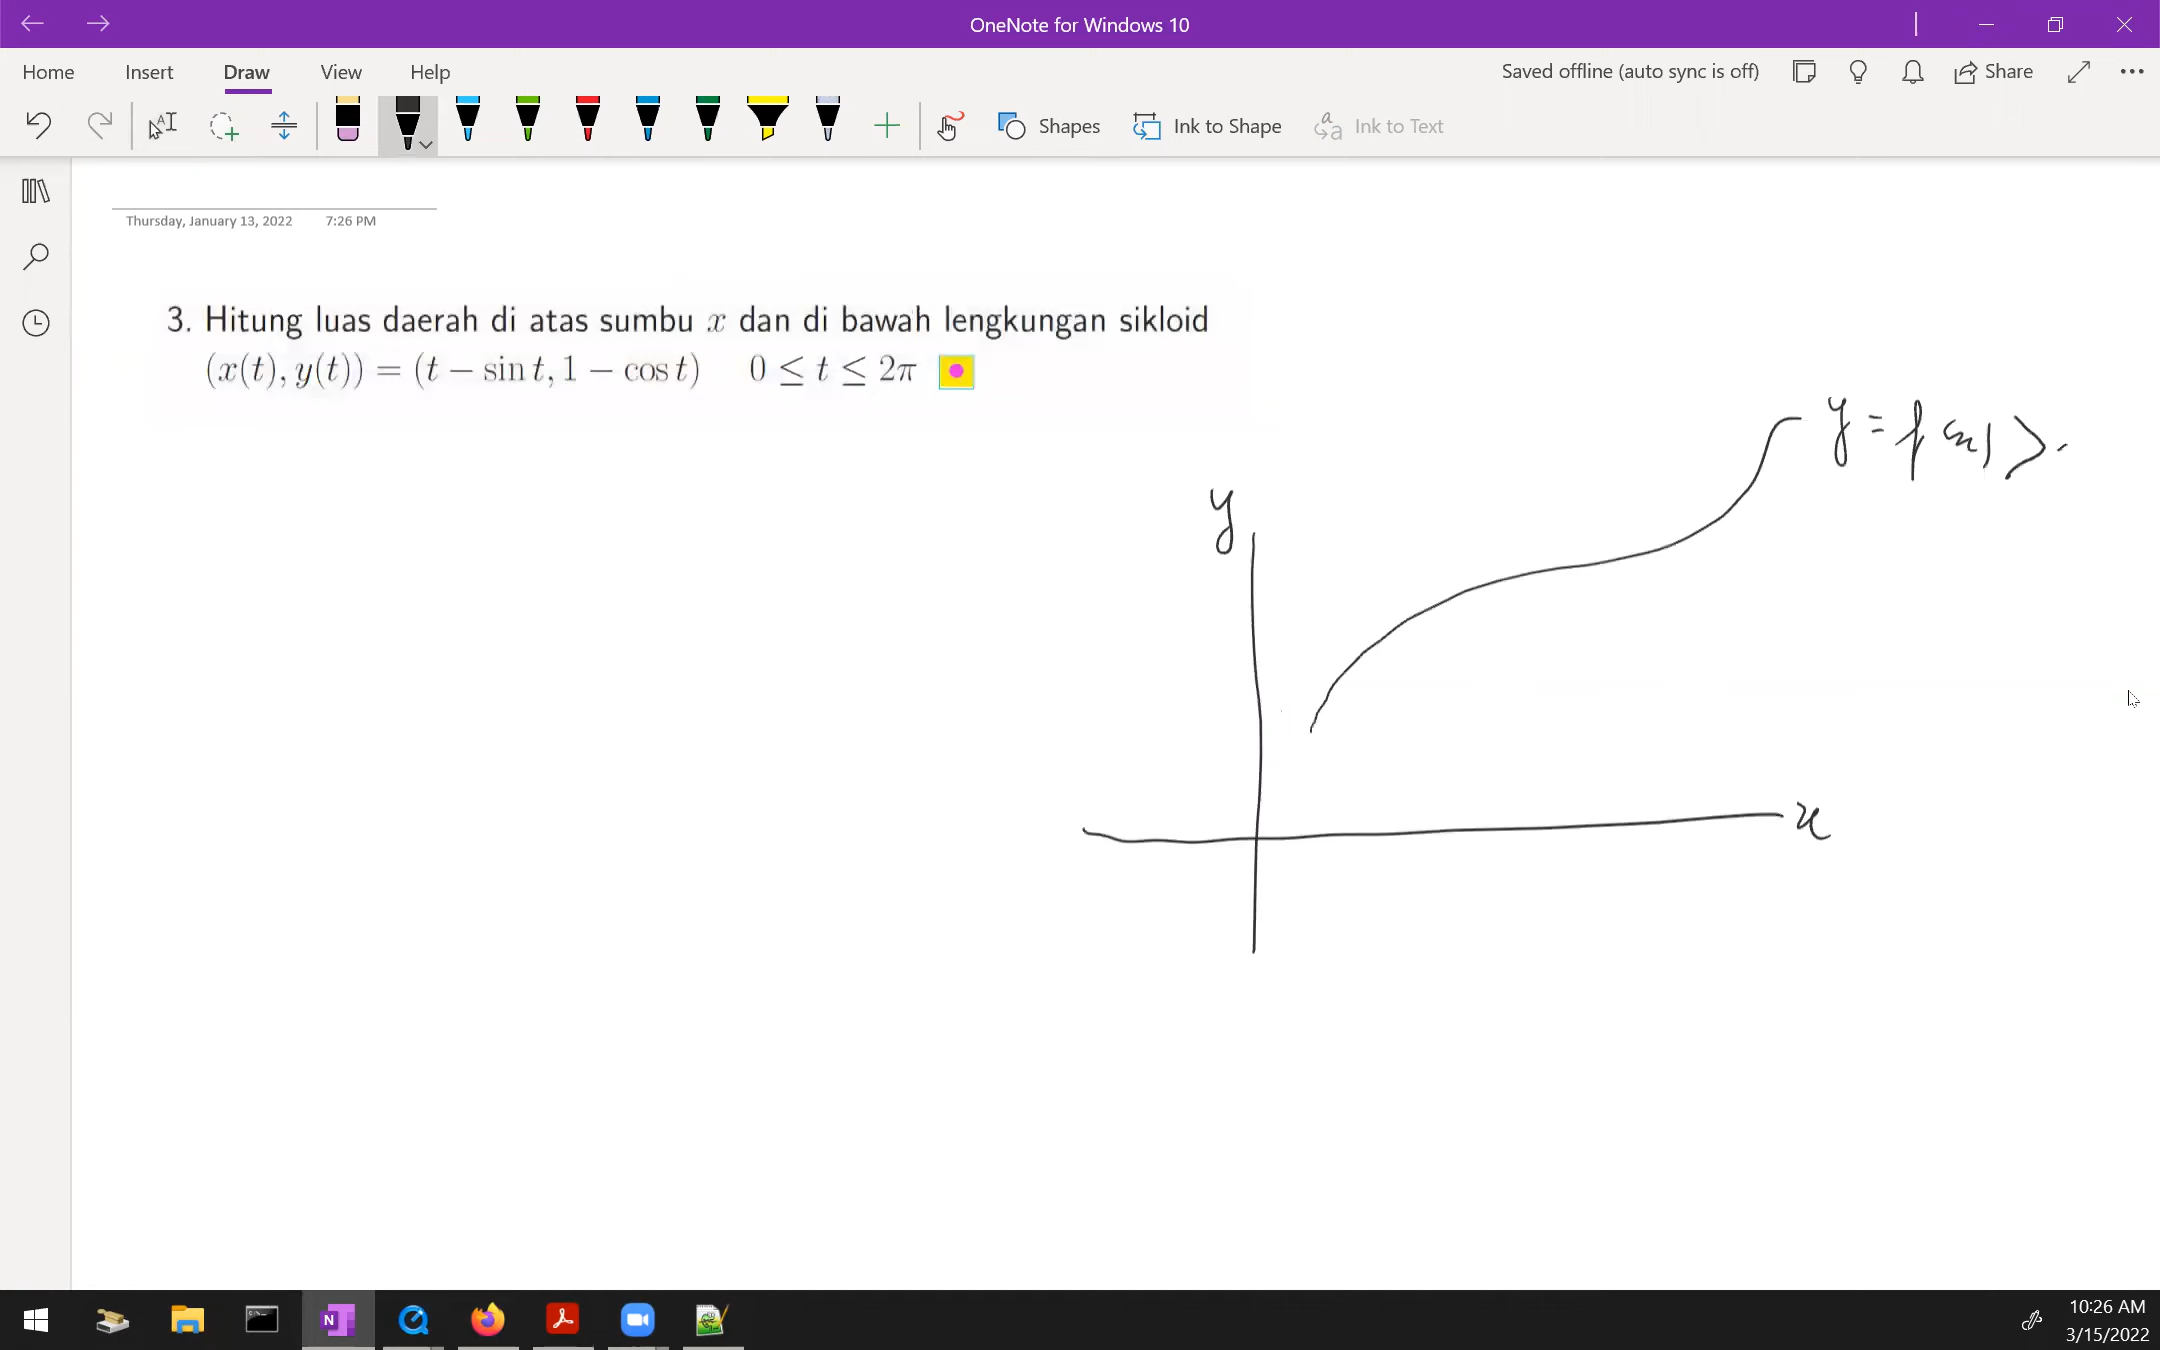 OneNote for Windows 10
Home Insert Draw View Help
Saved offline (auto sync is off) Share
Shapes Ink to Shape Ink to Text
Thursday, January 13, 2022 7:26 PM
3. Hitung luas daerah di atas sumbu x dan di bawah lengkungan sikloid
(x(t), y(t)) = (t − sin t, 1 − cos t) 0 ≤ t ≤ 2π
y = f(x)
y
x
10:26 AM
3/15/2022